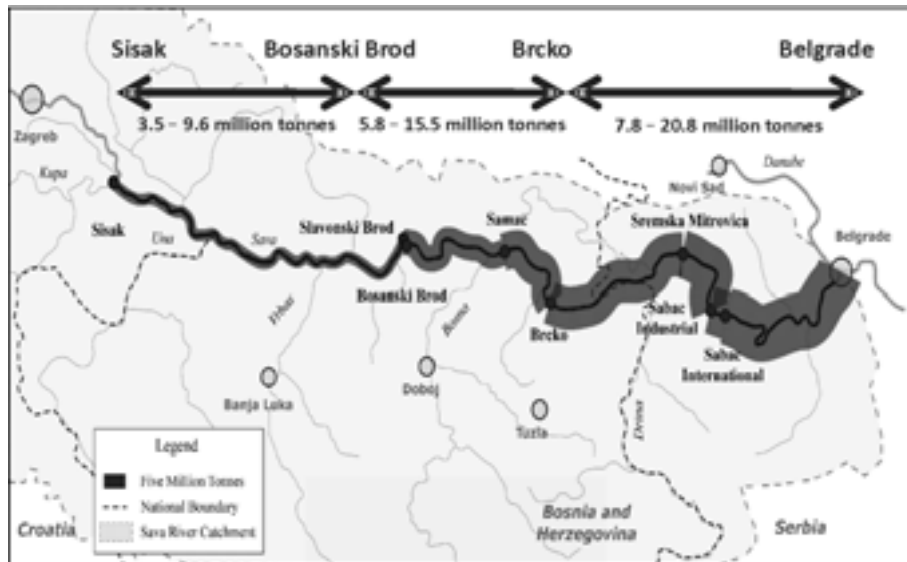 Sisak
Bosanski Brod
Brcko
Belgrade
3.5 – 9.6 million tonnes
5.8 – 15.5 million tonnes
7.8 – 20.8 million tonnes
Zagreb
Kupa
Danube
Novi Sad
Sisak
Una
Sava
Slavonski Brod
Samać
Sremska Mitrovica
Belgrade
Bosanski Brod
Vrbas
Bosna
Brcko
Sabac
Industrial
Sabac
International
Banja Luka
Doboj
Tuzla
Drina
Legend
Five Million Tonnes
National Boundary
Sava River Catchment
Croatia
Bosnia and
Herzegovina
Serbia